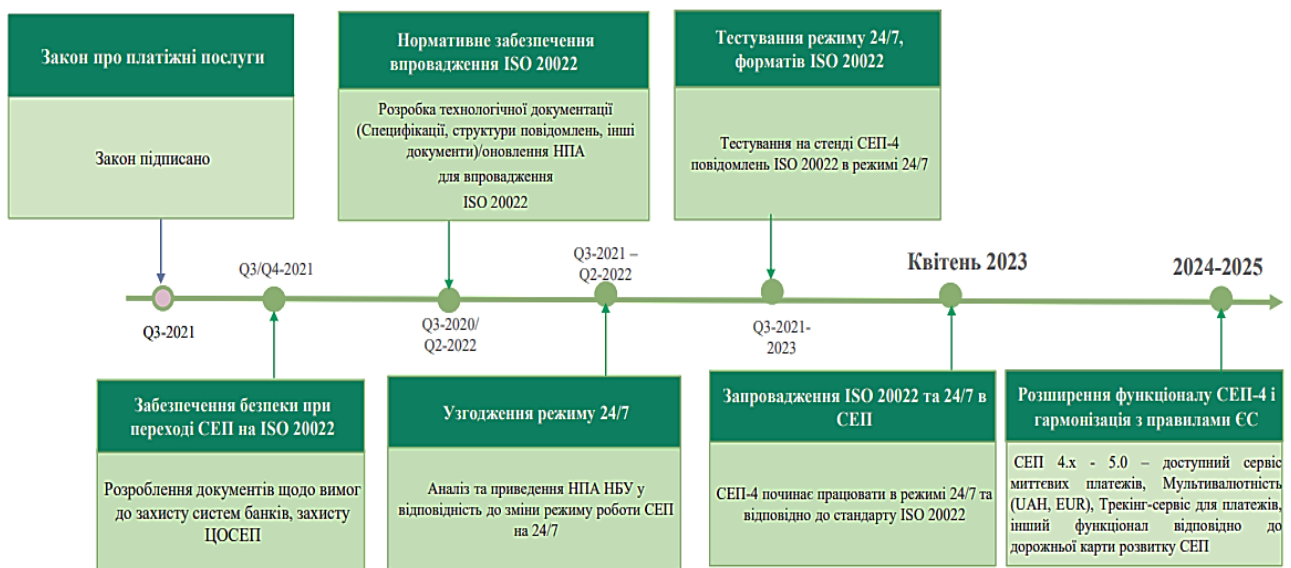 Закон про платіжні послуги
Закон підписано
Нормативне забезпечення
впровадження ISO 20022
Розробка технологічної документації
(Специфікації, структури повідомлень, інші
документи)/оновлення НПА
для впровадження
ISO 20022
Тестування режиму 24/7,
форматів ISO 20022
Тестування на стенді СЕП-4
повідомлень ISO 20022 в режимі 24/7
Q3-2021
Q3/Q4-2021
Q3-2020/
Q2-2022
Q3-2021 –
Q2-2022
Q3-2021-
2023
Квітень 2023
2024-2025
Забезпечення безпеки при
переході СЕП на ISO 20022
Розроблення документів щодо вимог
до захисту систем банків, захисту
ЦОСЕП
Узгодження режиму 24/7
Аналіз та приведення НПА НБУ у
відповідність до зміни режиму роботи СЕП
на 24/7
Запровадження ISO 20022 та 24/7 в
СЕП
СЕП-4 починає працювати в режимі 24/7 та
відповідно до стандарту ISO 20022
Розширення функціоналу СЕП-4 і
гармонізація з правилами ЄС
СЕП 4.х - 5.0 – доступний сервіс
миттєвих платежів, Мультивалютність
(UAH, EUR), Трекінг-сервіс для платежів,
інший функціонал відповідно до
дорожньої карти розвитку СЕП